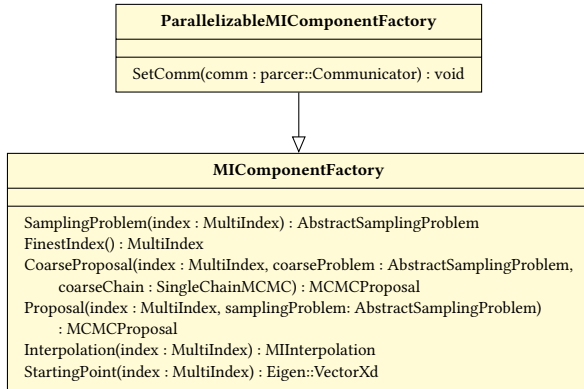 ParallelizableMIComponentFactory
SetComm(comm : parcer::Communicator) : void
MIComponentFactory
SamplingProblem(index : MultiIndex) : AbstractSamplingProblem
FinestIndex() : MultiIndex
CoarseProposal(index : MultiIndex, coarseProblem : AbstractSamplingProblem,
coarseChain : SingleChainMCMC) : MCMCProposal
Proposal(index : MultiIndex, samplingProblem: AbstractSamplingProblem)
: MCMCProposal
Interpolation(index : MultiIndex) : MIInterpolation
StartingPoint(index : MultiIndex) : Eigen::VectorXd